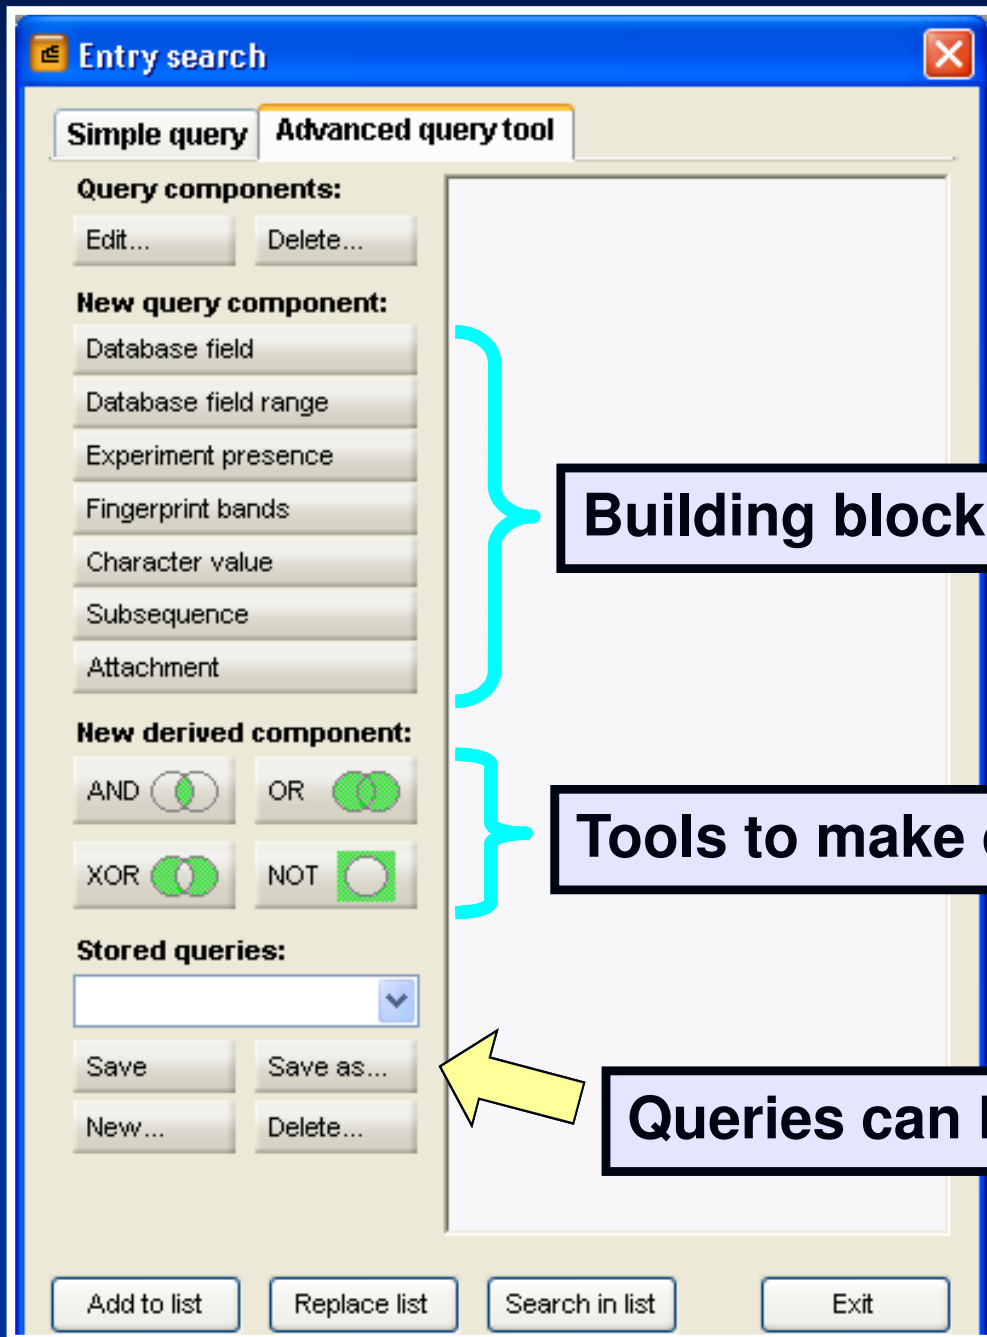 Entry search
Simple query
Advanced query tool
Query components:
Edit...
Delete...
New query component:
Database field
Database field range
Experiment presence
Fingerprint bands
Character value
Subsequence
Attachment
Building block
New derived component:
AND
OR
XOR
NOT
Tools to make
Stored queries:
Save
Save as...
New...
Delete...
Queries can
Add to list
Replace list
Search in list
Exit